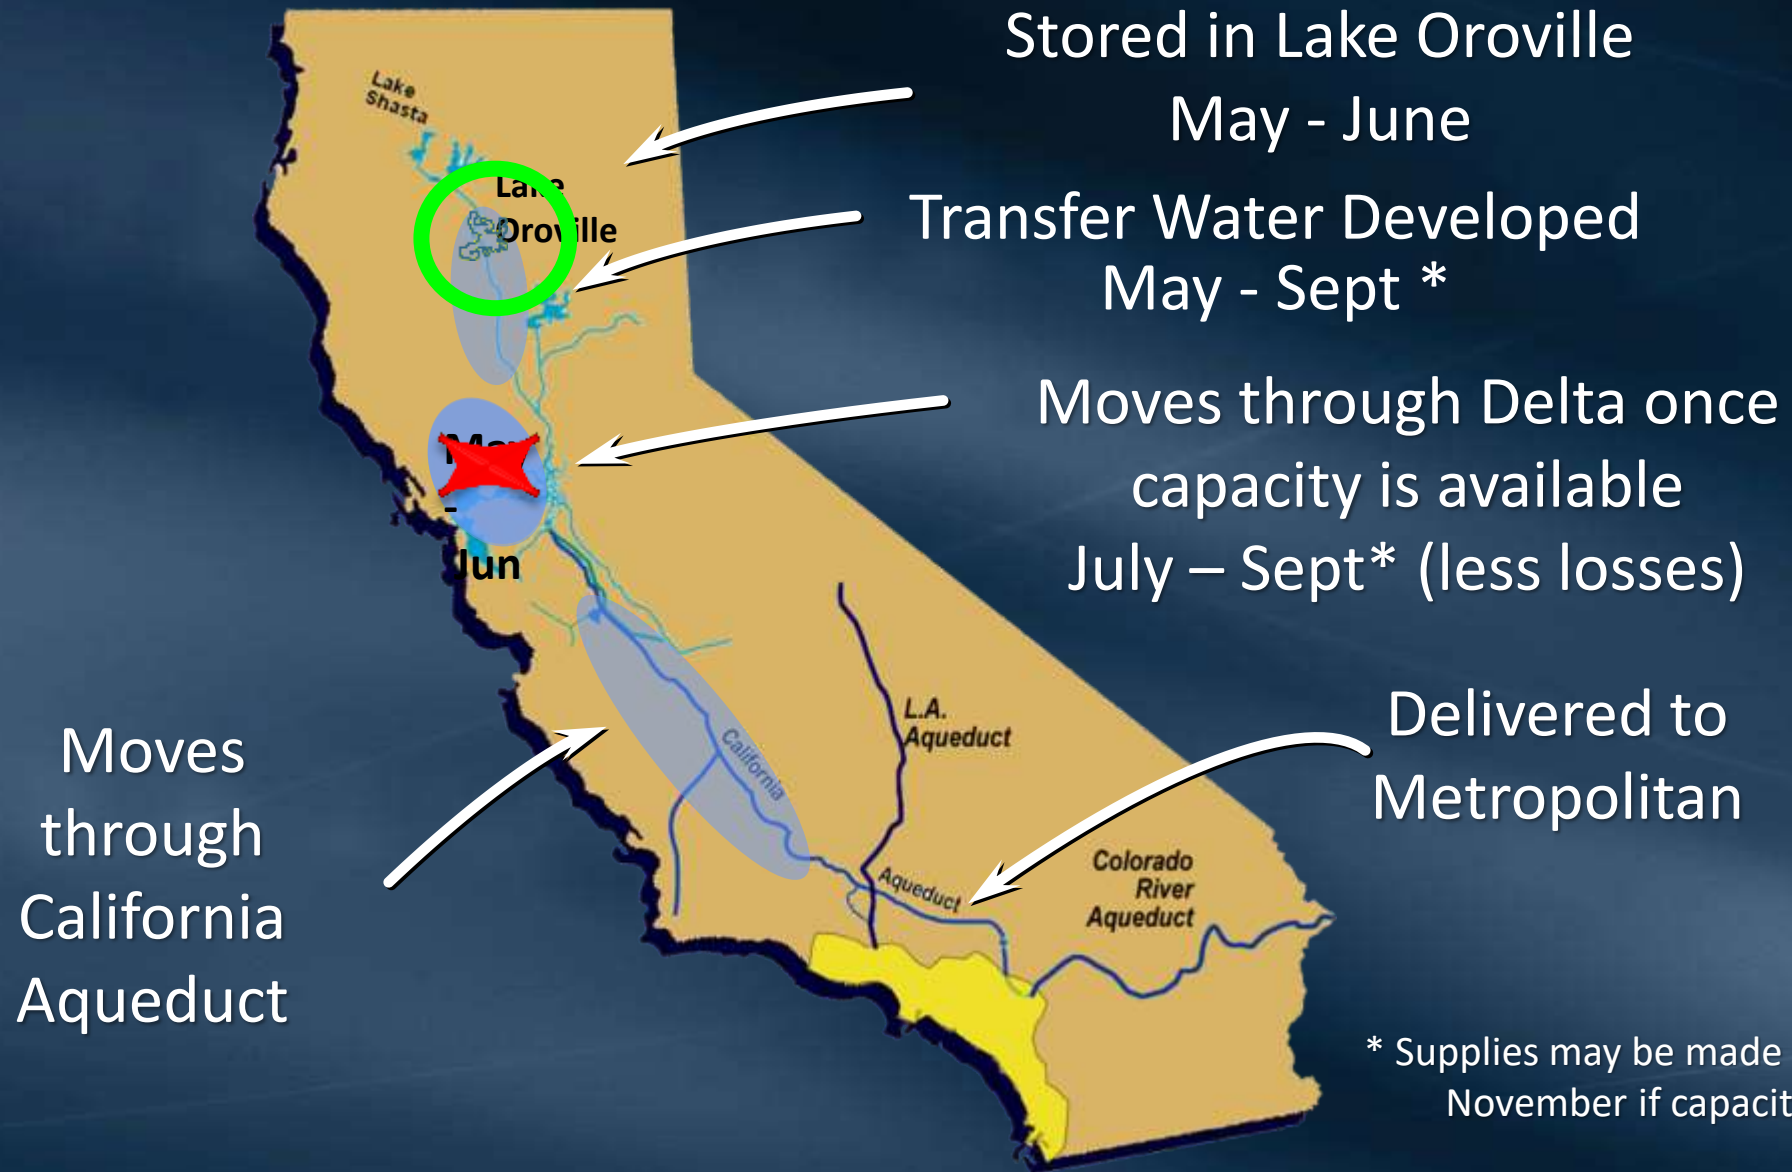 Stored in Lake Oroville
May - June
Transfer Water Developed
May - Sept *
Moves through Delta once
capacity is available
July – Sept* (less losses)
Delivered to
Metropolitan
Moves
through
California
Aqueduct
Lake
Shasta
Lake
Oroville
-
Jun
California
Aqueduct
L.A.
Aqueduct
Colorado
River
Aqueduct
* Supplies may be made
November if